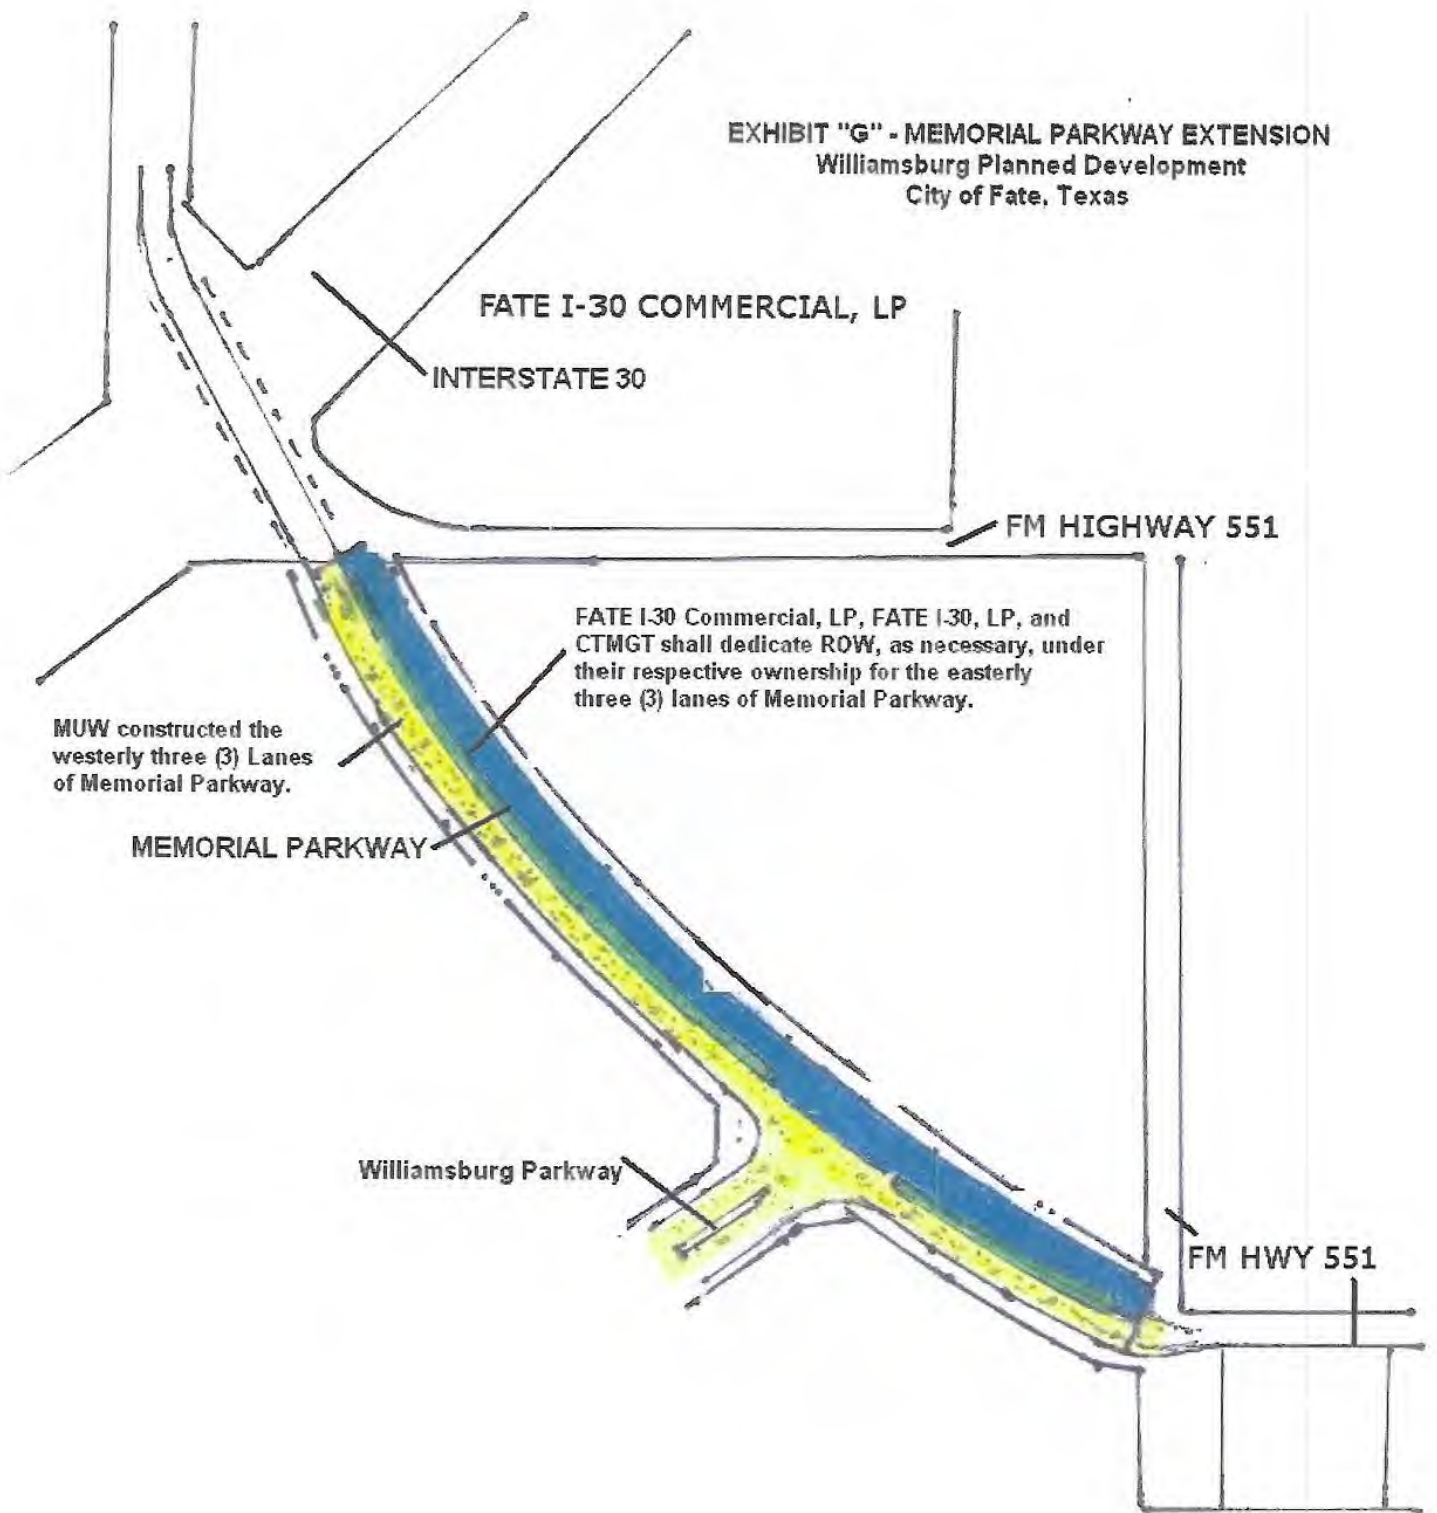 EXHIBIT "G" - MEMORIAL PARKWAY EXTENSION
Williamsburg Planned Development
City of Fate, Texas
FATE I-30 COMMERCIAL, LP
INTERSTATE 30
FM HIGHWAY 551
FATE I-30 Commercial, LP, FATE I-30, LP, and
CTMGT shall dedicate ROW, as necessary, under
their respective ownership for the easterly
three (3) lanes of Memorial Parkway.
MUW constructed the
westerly three (3) Lanes
of Memorial Parkway.
MEMORIAL PARKWAY
Williamsburg Parkway
FM HWY 551